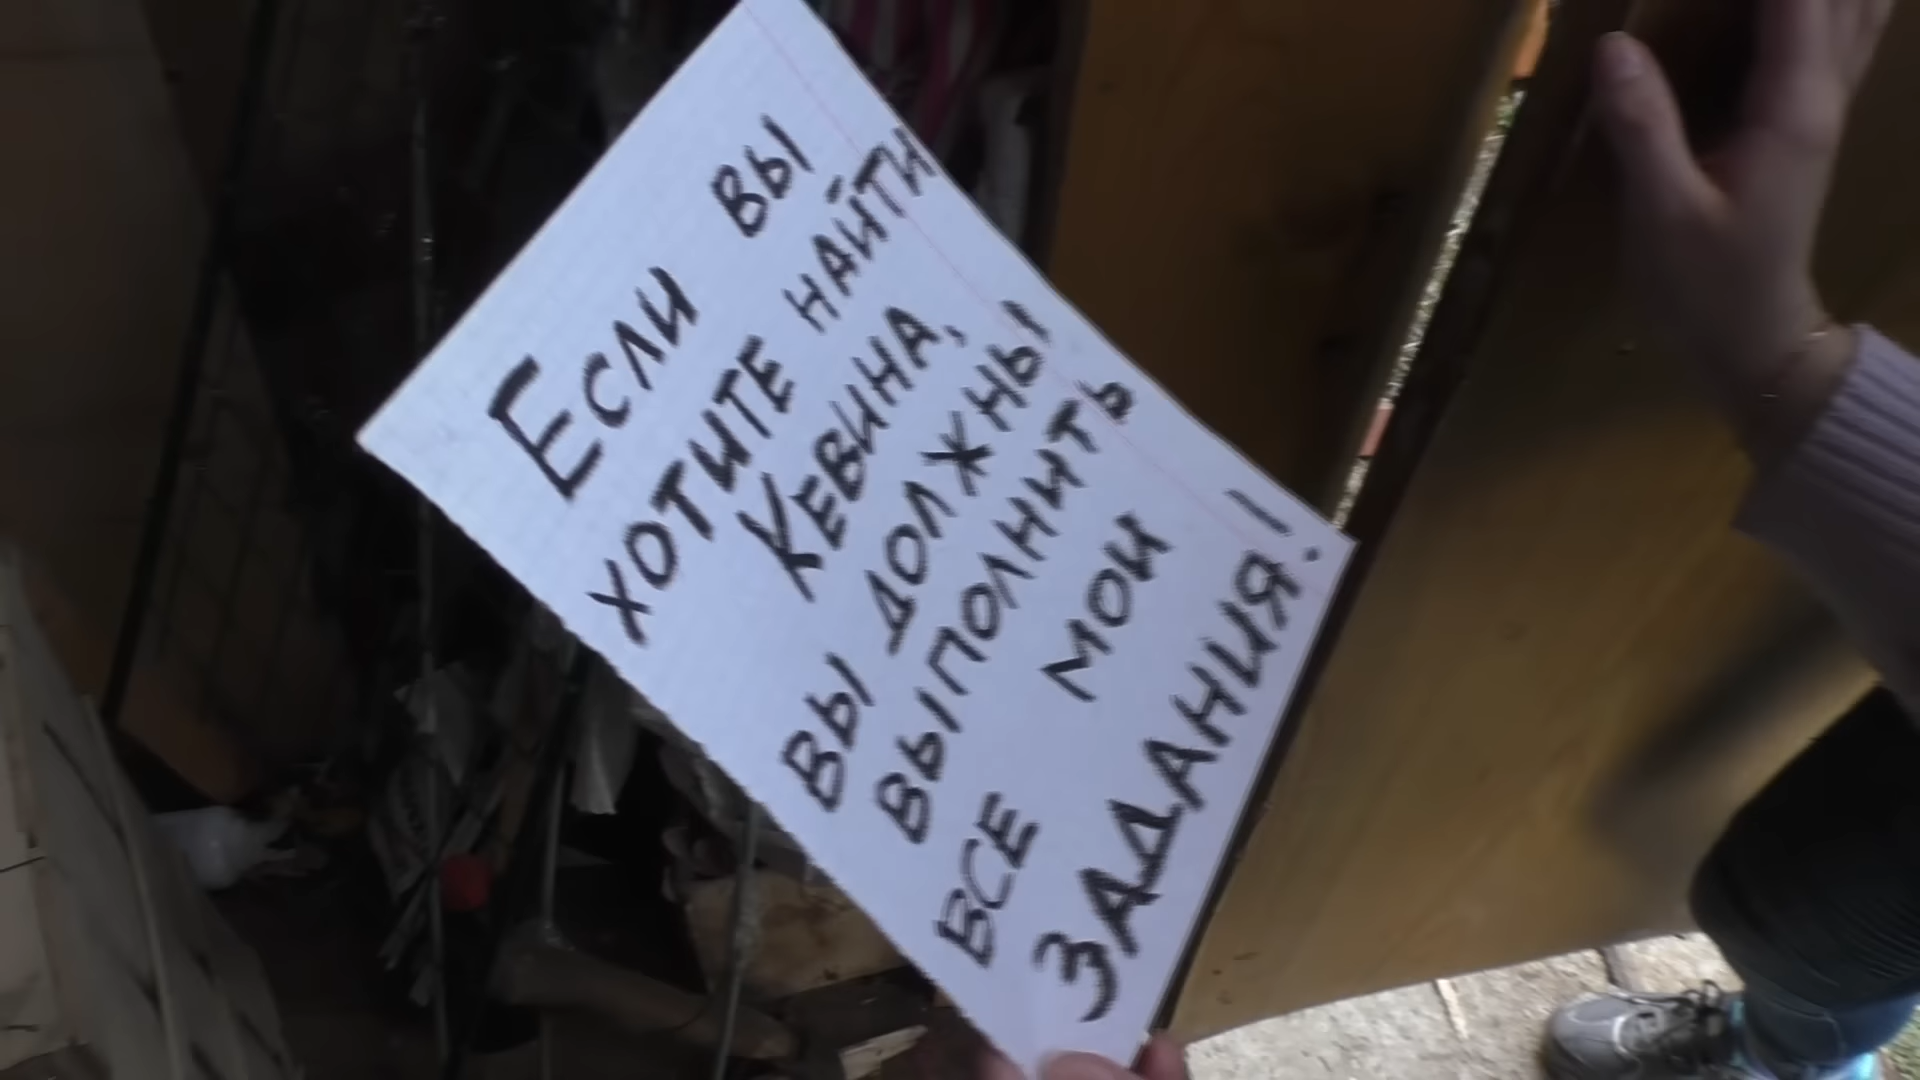 Если вы
хотите найти
Кевина,
вы должны
выполнить
все мои
задания!